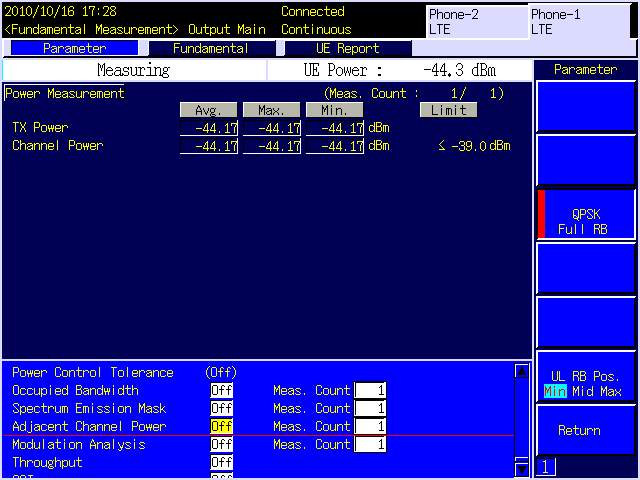 2010/10/16 17:28 Connected Phone-2 Phone-1
<Fundamental Measurement> Output Main Continuous LTE LTE
Parameter Fundamental UE Report
Measuring UE Power : -44.3 dBm Parameter
Power Measurement (Meas. Count : 1/ 1)
Avg. Max. Min. Limit
TX Power -44.17 -44.17 -44.17 dBm
Channel Power -44.17 -44.17 -44.17 dBm ≤ -39.0 dBm
QPSK
Full RB
Power Control Tolerance (Off)
Occupied Bandwidth Off Meas. Count 1
Spectrum Emission Mask Off Meas. Count 1
Adjacent Channel Power Off Meas. Count 1
Modulation Analysis Off Meas. Count 1
Throughput Off
UL RB Pos.
Min Mid Max
Return
1